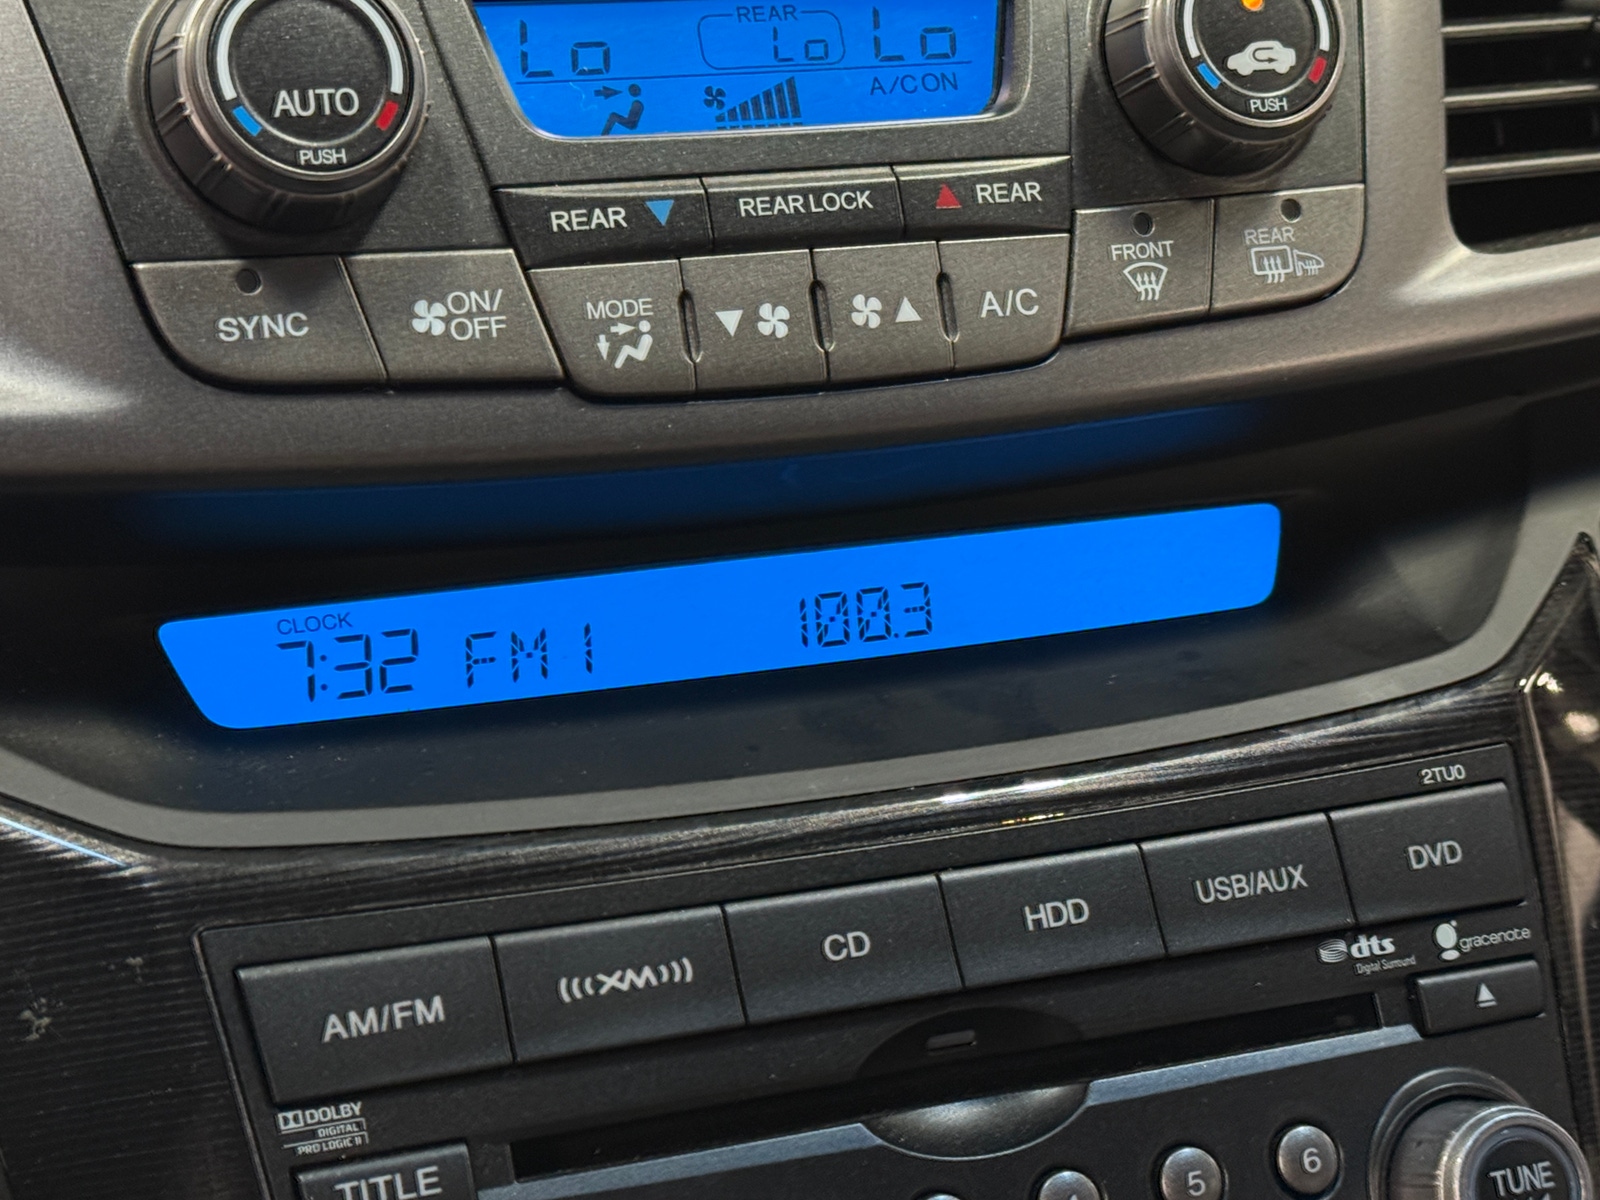 Lo
REAR
Lo
Lo
A/C ON
AUTO
PUSH
PUSH
REAR ▼
REAR LOCK
▲ REAR
SYNC
ON/
OFF
MODE
▼
▲
A/C
FRONT
REAR
CLOCK
7:32 FM1 100.3
2TU0
AM/FM
(((XM)))
CD
HDD
USB/AUX
DVD
dts
Digital Surround
gracenote
DOLBY
DIGITAL
PRO LOGIC II
TITLE
5
6
TUNE